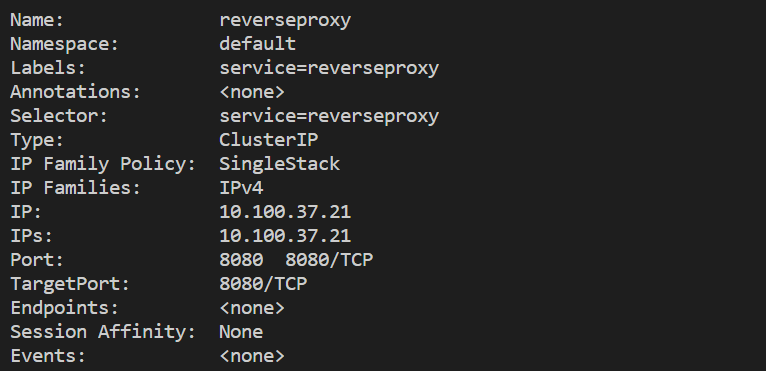 Name:              reverseproxy
Namespace:         default
Labels:            service=reverseproxy
Annotations:       <none>
Selector:          service=reverseproxy
Type:              ClusterIP
IP Family Policy:  SingleStack
IP Families:       IPv4
IP:                10.100.37.21
IPs:               10.100.37.21
Port:              8080  8080/TCP
TargetPort:        8080/TCP
Endpoints:         <none>
Session Affinity:  None
Events:            <none>